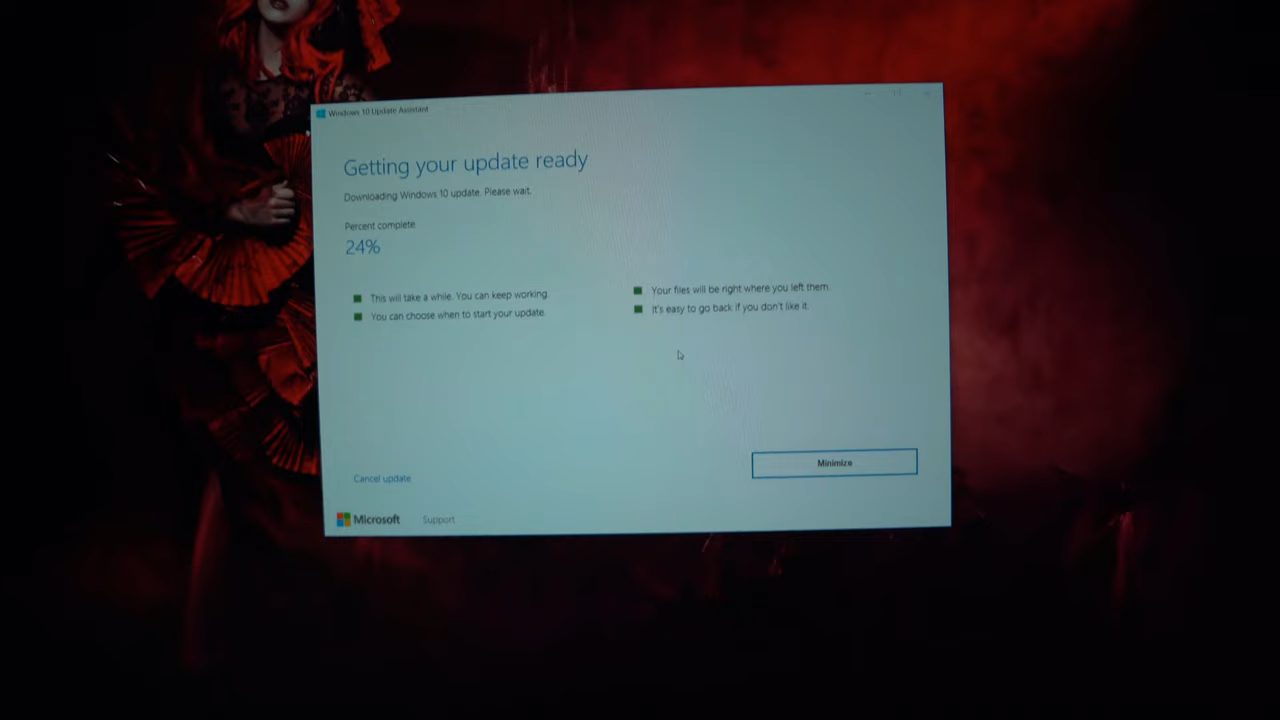 Windows 10 Update Assistant
Getting your update ready
Downloading Windows 10 update. Please wait.
Percent complete
24%
This will take a while. You can keep working.
You can choose when to start your update.
Your files will be right where you left them.
It's easy to go back if you don't like it.
Minimize
Cancel update
Microsoft
Support